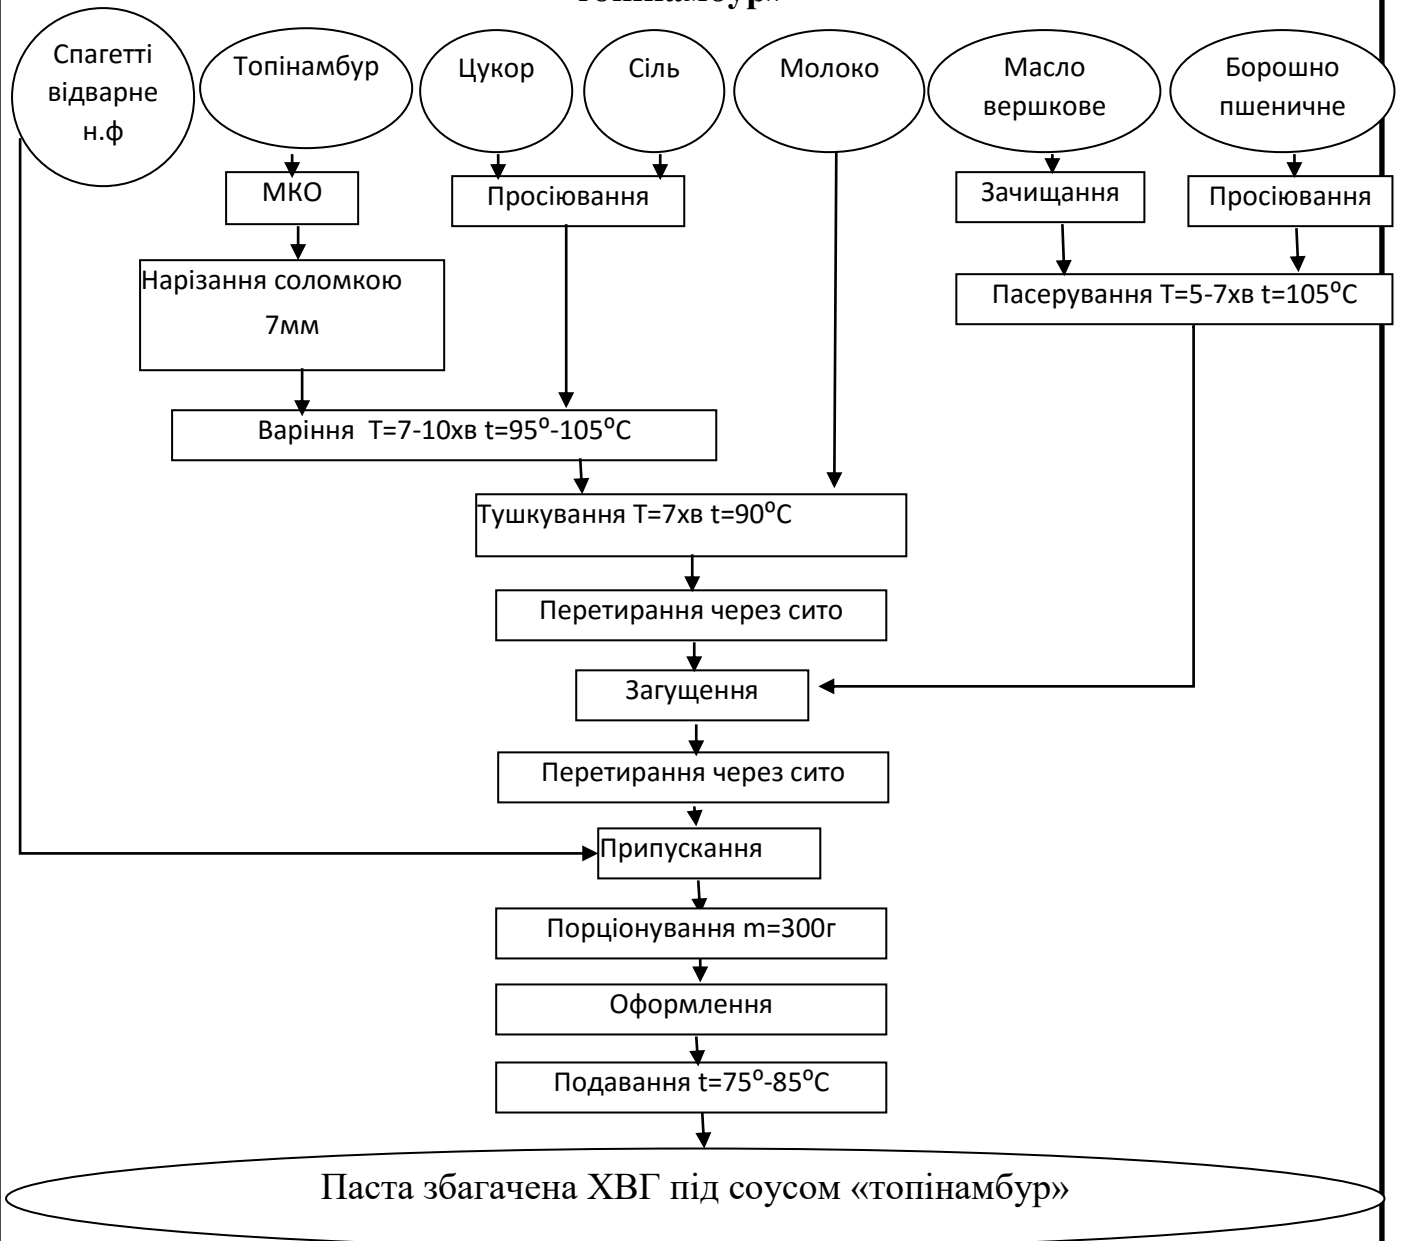 Спагетті
відварне
н.ф
Топінамбур
Цукор
Сіль
Молоко
Масло
вершкове
Борошно
пшеничне
МКО
Просіювання
Зачищання
Просіювання
Нарізання соломкою
7мм
Пасерування Т=5-7хв t=105⁰С
Варіння Т=7-10хв t=95⁰-105⁰С
Тушкування Т=7хв t=90⁰С
Перетирання через сито
Загущення
Перетирання через сито
Припускання
Порціонування m=300г
Оформлення
Подавання t=75⁰-85⁰С
Паста збагачена ХВГ під соусом «топінамбур»